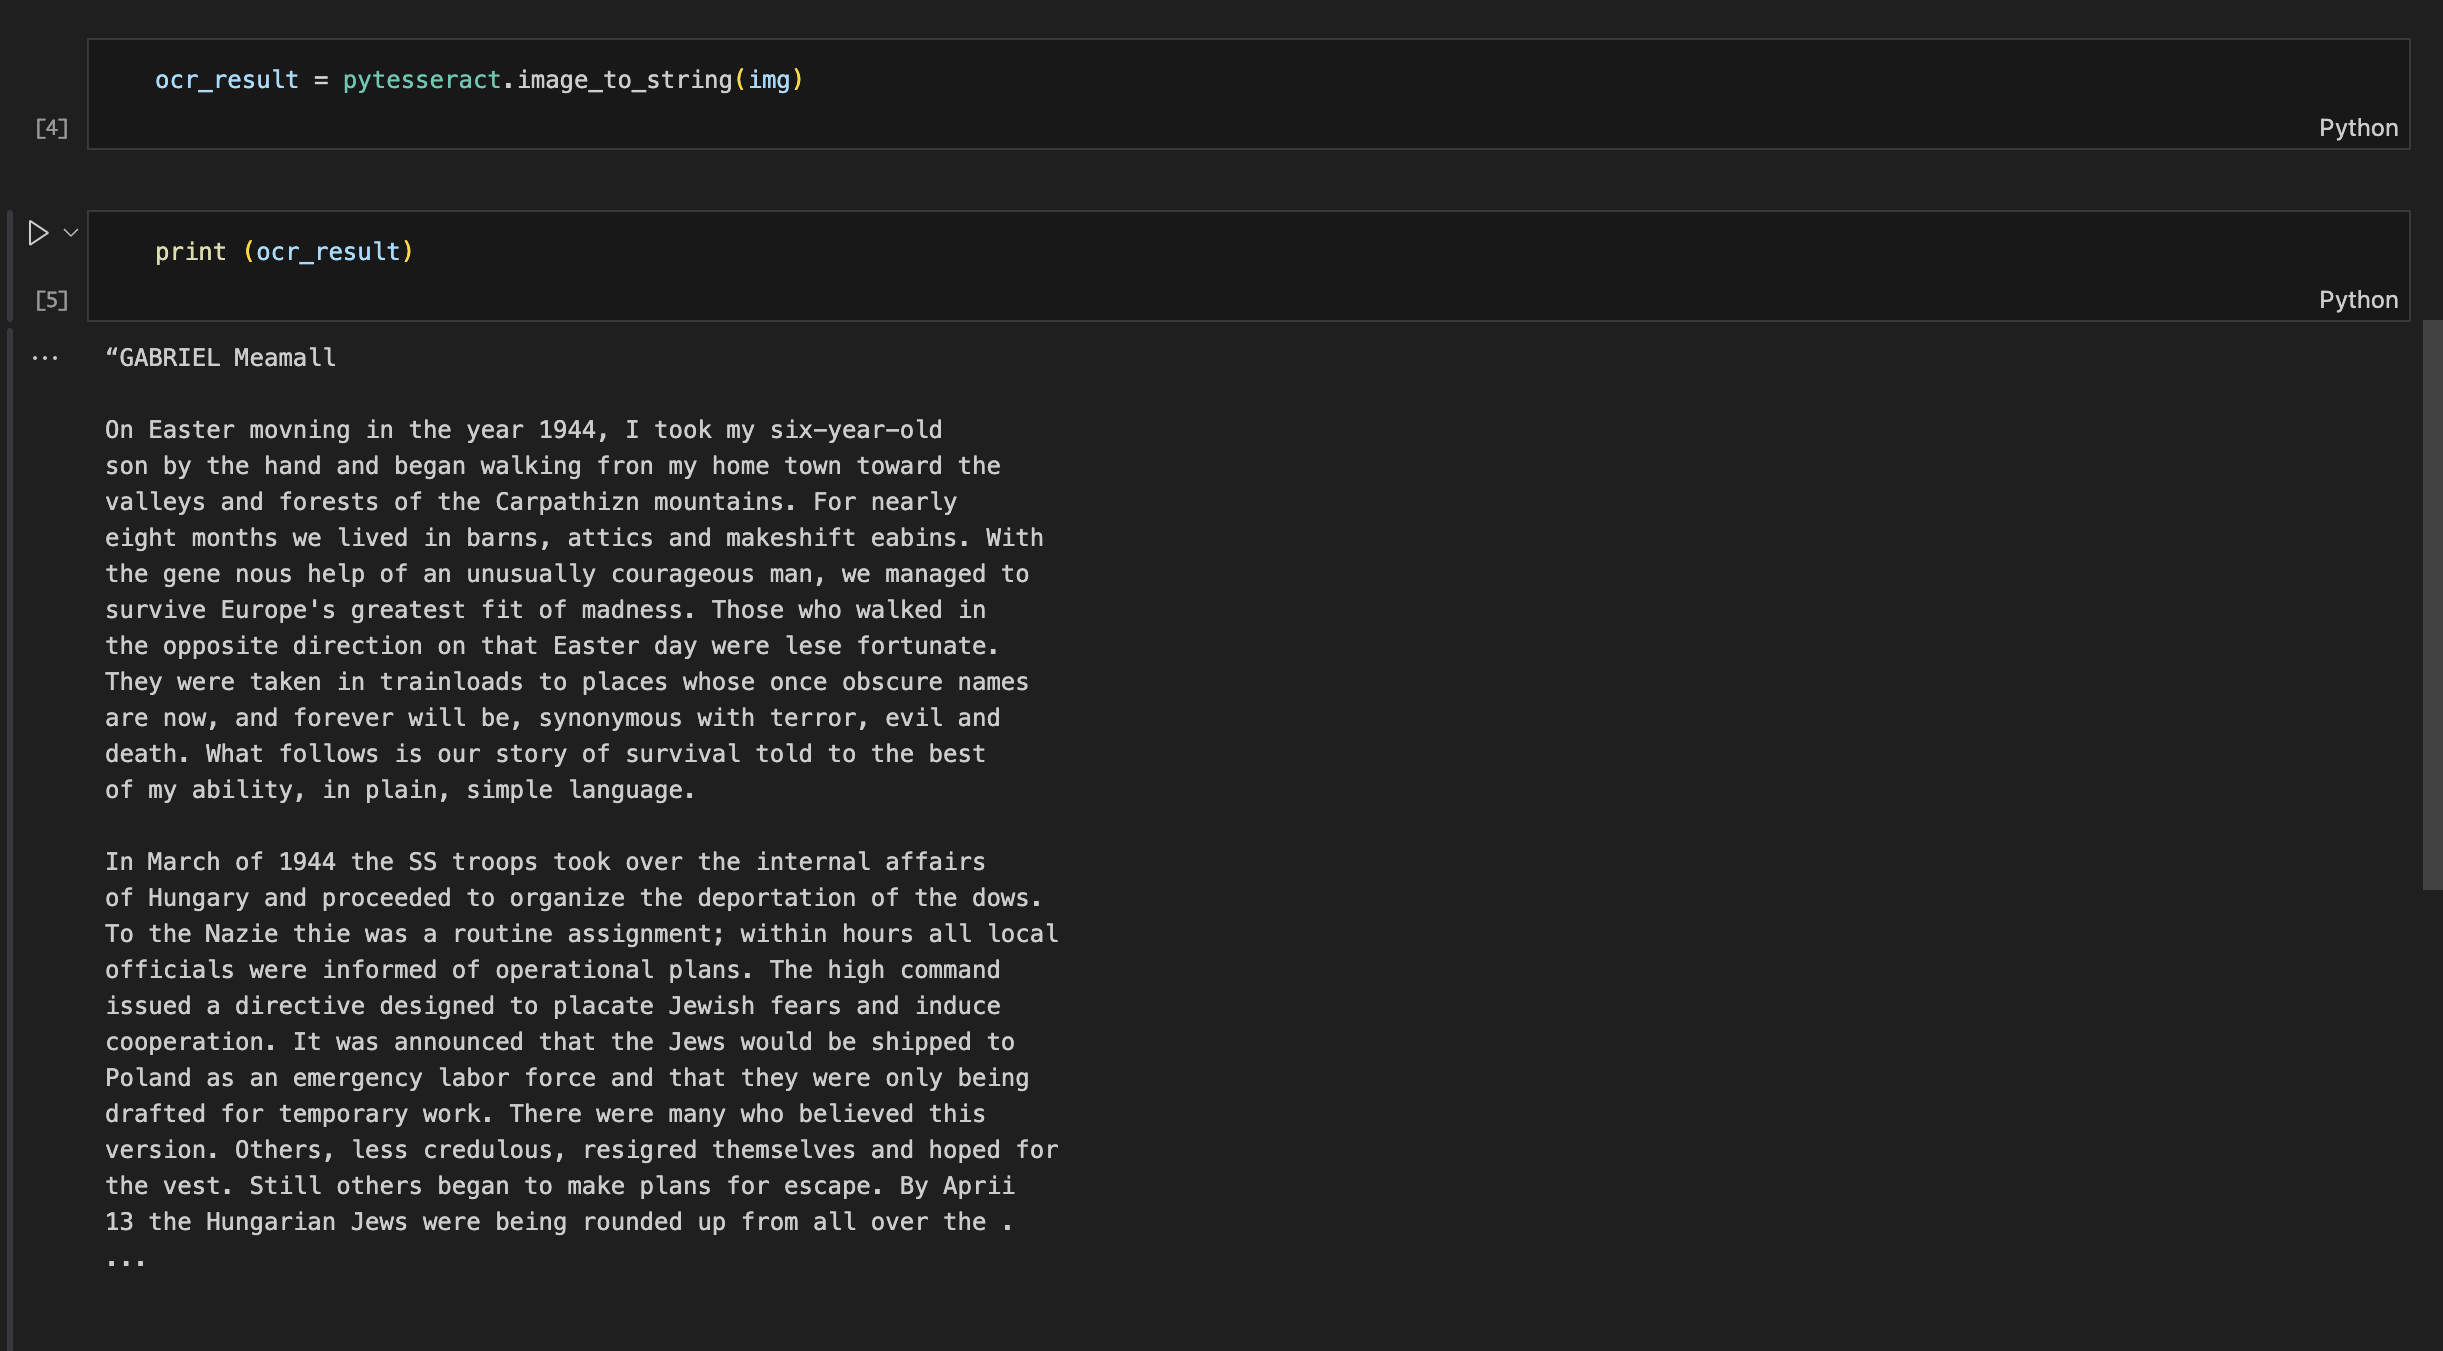 ocr_result = pytesseract.image_to_string(img)
[4]
Python
print (ocr_result)
[5]
Python
“GABRIEL Meamall
On Easter movning in the year 1944, I took my six-year-old
son by the hand and began walking fron my home town toward the
valleys and forests of the Carpathizn mountains. For nearly
eight months we lived in barns, attics and makeshift eabins. With
the gene nous help of an unusually courageous man, we managed to
survive Europe's greatest fit of madness. Those who walked in
the opposite direction on that Easter day were lese fortunate.
They were taken in trainloads to places whose once obscure names
are now, and forever will be, synonymous with terror, evil and
death. What follows is our story of survival told to the best
of my ability, in plain, simple language.
In March of 1944 the SS troops took over the internal affairs
of Hungary and proceeded to organize the deportation of the dows.
To the Nazie thie was a routine assignment; within hours all local
officials were informed of operational plans. The high command
issued a directive designed to placate Jewish fears and induce
cooperation. It was announced that the Jews would be shipped to
Poland as an emergency labor force and that they were only being
drafted for temporary work. There were many who believed this
version. Others, less credulous, resigred themselves and hoped for
the vest. Still others began to make plans for escape. By Aprii
13 the Hungarian Jews were being rounded up from all over the .
...